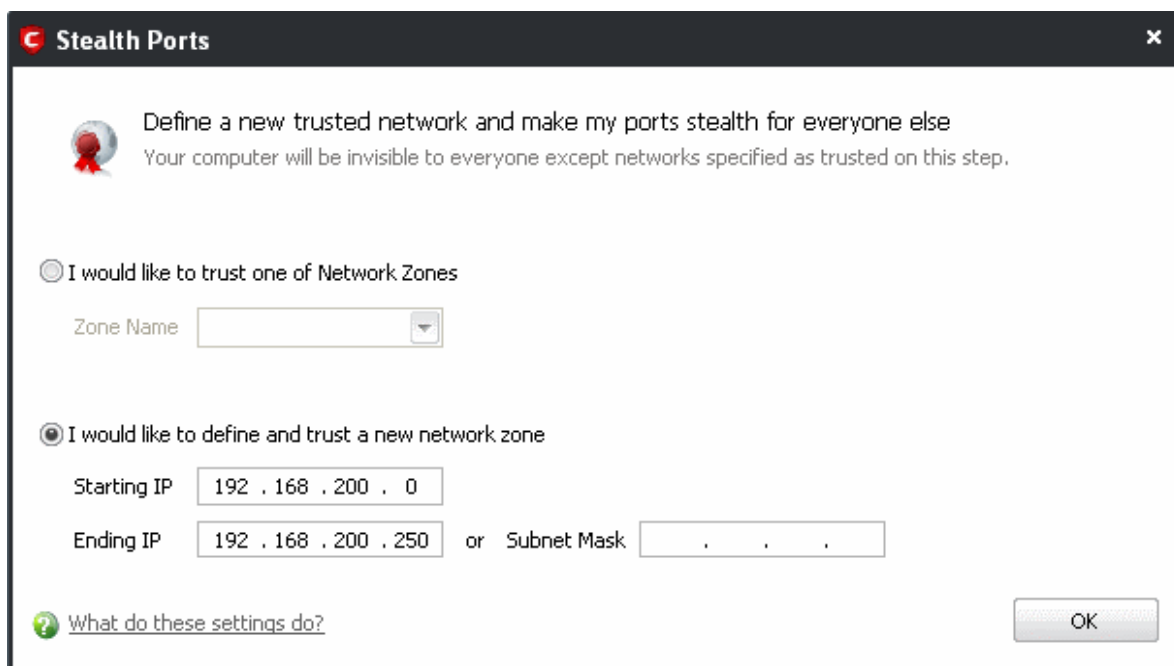 Stealth Ports
Define a new trusted network and make my ports stealth for everyone else
Your computer will be invisible to everyone except networks specified as trusted on this step.
I would like to trust one of Network Zones
Zone Name
I would like to define and trust a new network zone
Starting IP 192 . 168 . 200 . 0
Ending IP 192 . 168 . 200 . 250 or Subnet Mask . . .
What do these settings do? OK